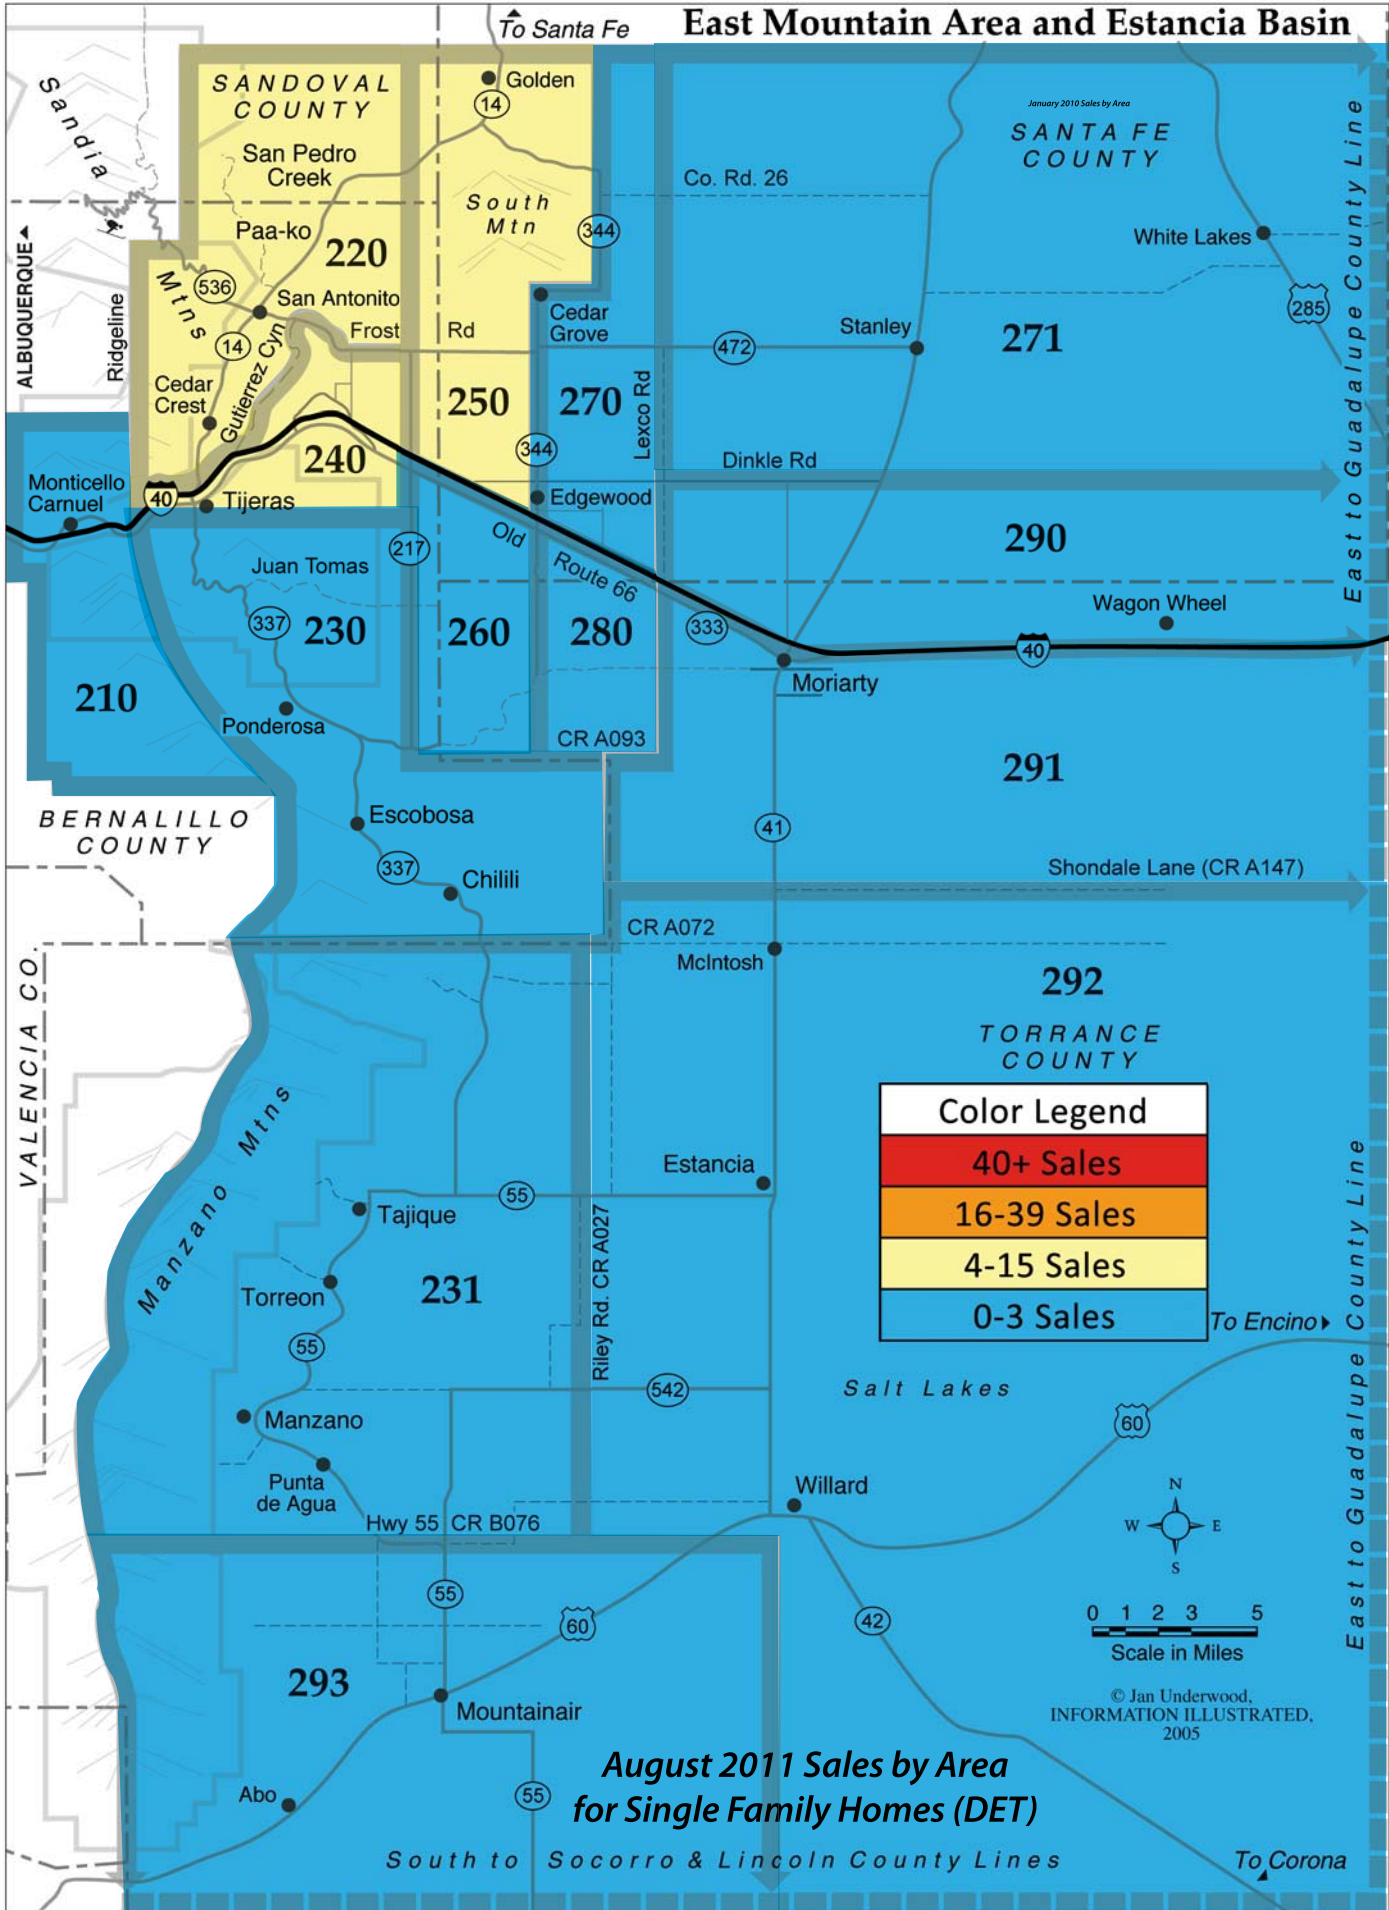 East Mountain Area and Estancia Basin
To Santa Fe
January 2010 Sales by Area
SANDOVAL
COUNTY
Golden
14
SANTA FE
COUNTY
Sandia
Mtns
San Pedro
Creek
Co. Rd. 26
South
Mtn
344
Paa-ko
220
White Lakes
ALBUQUERQUE
Ridgeline
536
San Antonito
285
East to Guadalupe County Line
Cedar
Grove
Frost
Rd
472
Stanley
271
14
Gutierrez Cyn
Cedar
Crest
250
270
Lexco Rd
344
240
Dinkle Rd
Monticello
Carnuel
40
Tijeras
Edgewood
217
Old
Route 66
290
Juan Tomas
337
230
260
280
333
Wagon Wheel
40
Moriarty
210
Ponderosa
CR A093
291
BERNALILLO
COUNTY
Escobosa
41
337
Chilili
Shondale Lane (CR A147)
CR A072
McIntosh
VALENCIA CO.
292
TORRANCE
COUNTY
Color Legend
40+ Sales
16-39 Sales
4-15 Sales
0-3 Sales
Manzano Mtns
Estancia
55
Tajique
Riley Rd. CR A027
Torreon
231
To Encino
East to Guadalupe County Line
55
542
Salt Lakes
60
Manzano
Punta
de Agua
Willard
Hwy 55
CR B076
N
W
E
S
55
60
42
0 1 2 3 5
Scale in Miles
293
Mountainair
© Jan Underwood,
INFORMATION ILLUSTRATED,
2005
August 2011 Sales by Area
for Single Family Homes (DET)
Abo
55
South to Socorro & Lincoln County Lines
To Corona